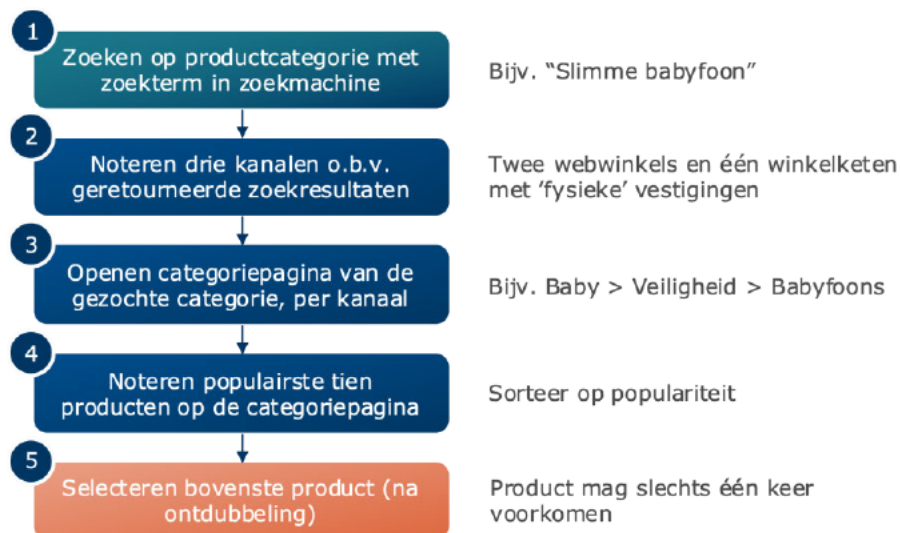 1
Zoeken op productcategorie met
zoekterm in zoekmachine
Bijv. “Slimme babyfoon”
2
Noteren drie kanalen o.b.v.
geretourneerde zoekresultaten
Twee webwinkels en één winkelketen
met ‘fysieke’ vestigingen
3
Openen categoriepagina van de
gezochte categorie, per kanaal
Bijv. Baby > Veiligheid > Babyfoons
4
Noteren populairste tien
producten op de categoriepagina
Sorteer op populariteit
5
Selecteren bovenste product (na
ontdubbeling)
Product mag slechts één keer
voorkomen